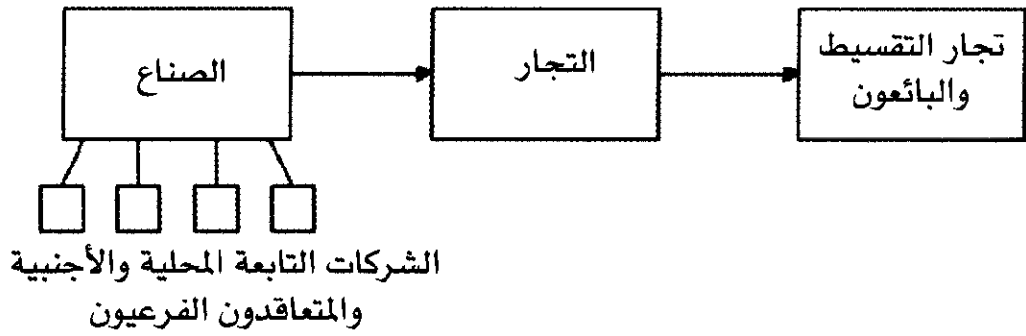 الصناع
التجار
تجار التقسيط
والبائعون
الشركات التابعة المحلية والأجنبية
والمتعاقدون الفرعيون